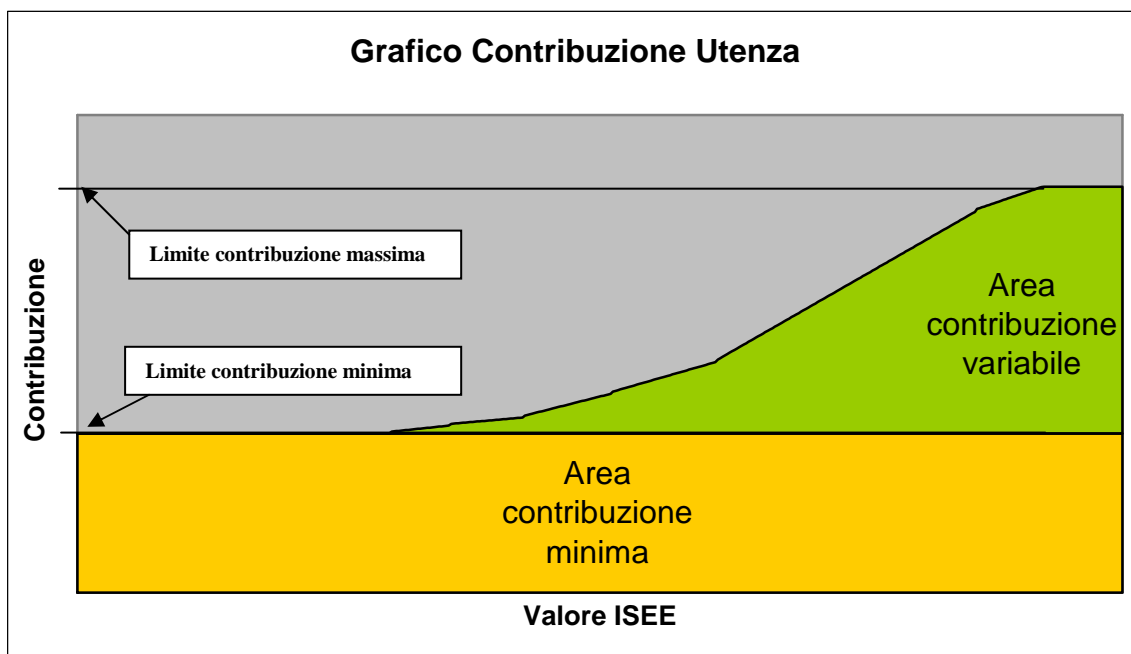 Grafico Contribuzione Utenza
Limite contribuzione massima
Limite contribuzione minima
Contribuzione
Area
contribuzione
variabile
Area
contribuzione
minima
Valore ISEE